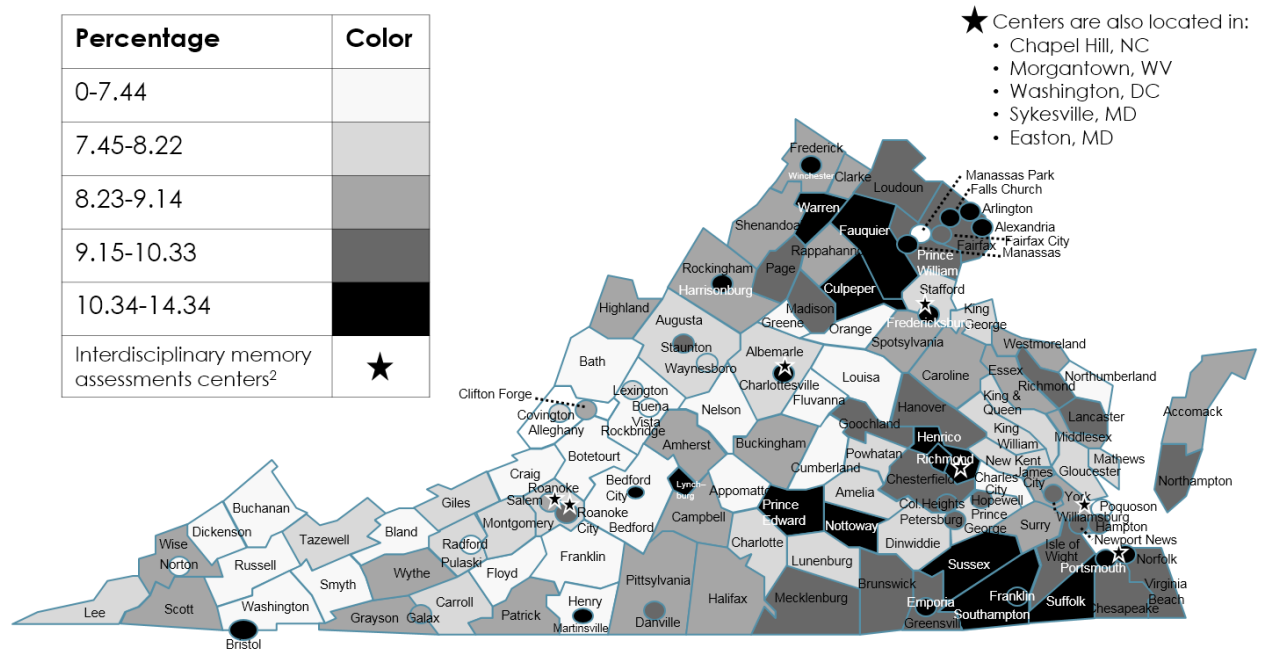 Percentage Color
0-7.44
7.45-8.22
8.23-9.14
9.15-10.33
10.34-14.34
Interdisciplinary memory
assessments centers2
Centers are also located in:
• Chapel Hill, NC
• Morgantown, WV
• Washington, DC
• Sykesville, MD
• Easton, MD
Frederick
Winchester
Clarke
Loudoun
Manassas Park
Falls Church
Arlington
Alexandria
Fairfax City
Fairfax
Manassas
Warren
Fauquier
Shenandoa
Rappahann
Prince
William
Rockingham
Harrisonburg
Page
Culpeper
Stafford
Madison
Highland
Greene
Orange
Fredericksburg
King
George
Augusta
Staunton
Waynesboro
Albemarle
Charlottesville
Spotsylvania
Westmoreland
Bath
Louisa
Caroline
Essex
Richmond
Northumberland
Clifton Forge
Lexington
Buena
Vista
Nelson
Fluvanna
Hanover
King &
Queen
Lancaster
Accomack
Covington
Alleghany
Rockbridge
Amherst
Buckingham
Goochland
Henrico
King
William
Middlesex
Botetourt
Cumberland
Powhatan
Richmond
New Kent
Mathews
Craig
Roanoke
Salem
Bedford
City
Lynch-
burg
Appomatto
Amelia
Chesterfield
Charles
City
James
City
Gloucester
Northampton
Giles
Roanoke
City
Bedford
Prince
Edward
Col.Heights
Hopewell
York
Poquoson
Buchanan
Montgomery
Campbell
Nottoway
Petersburg
Prince
George
Williamsburg
Hampton
Dickenson
Tazewell
Bland
Radford
Pulaski
Charlotte
Dinwiddie
Surry
Newport News
Wise
Norton
Russell
Smyth
Wythe
Floyd
Franklin
Lunenburg
Sussex
Isle of
Wight
Portsmouth
Norfolk
Lee
Scott
Washington
Grayson
Galax
Carroll
Patrick
Henry
Martinsville
Pittsylvania
Danville
Halifax
Mecklenburg
Brunswick
Emporia
Greensvill
Franklin
Southampton
Suffolk
Chesapeake
Virginia
Beach
Bristol